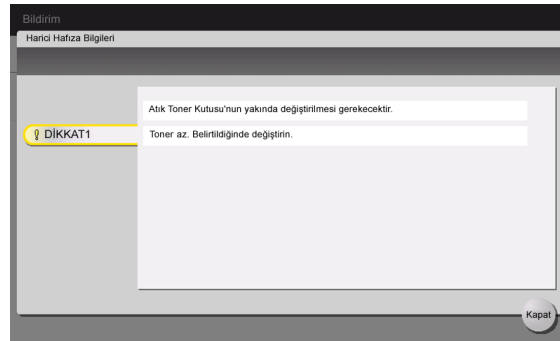 Bildirim
Harici Hafıza Bilgileri
Atık Toner Kutusu'nun yakında değiştirilmesi gerekecektir.
DİKKAT1
Toner az. Belirtildiğinde değiştirin.
Kapat